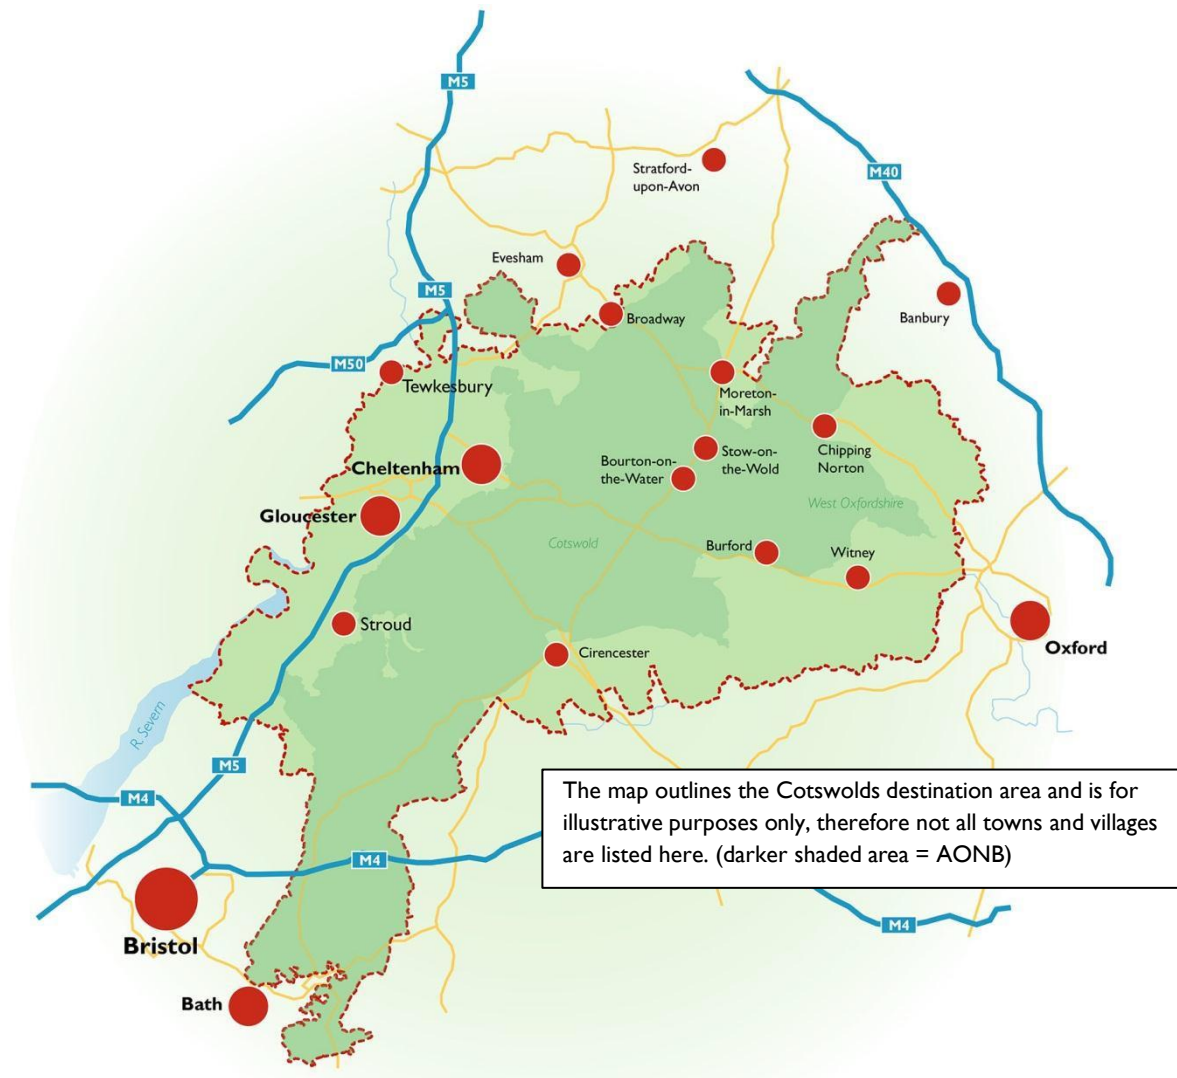 M5
Stratford-
upon-Avon
M40
Evesham
M5
Banbury
Broadway
M50
Tewkesbury
Moreton-
in-Marsh
Chipping
Norton
Stow-on-
the-Wold
Bourton-on-
the-Water
Cheltenham
West Oxfordshire
Gloucester
Cotswold
Burford
Witney
Stroud
Cirencester
Oxford
R. Severn
M5
M4
The map outlines the Cotswolds destination area and is for
illustrative purposes only, therefore not all towns and villages
are listed here. (darker shaded area = AONB)
M4
M4
Bristol
Bath